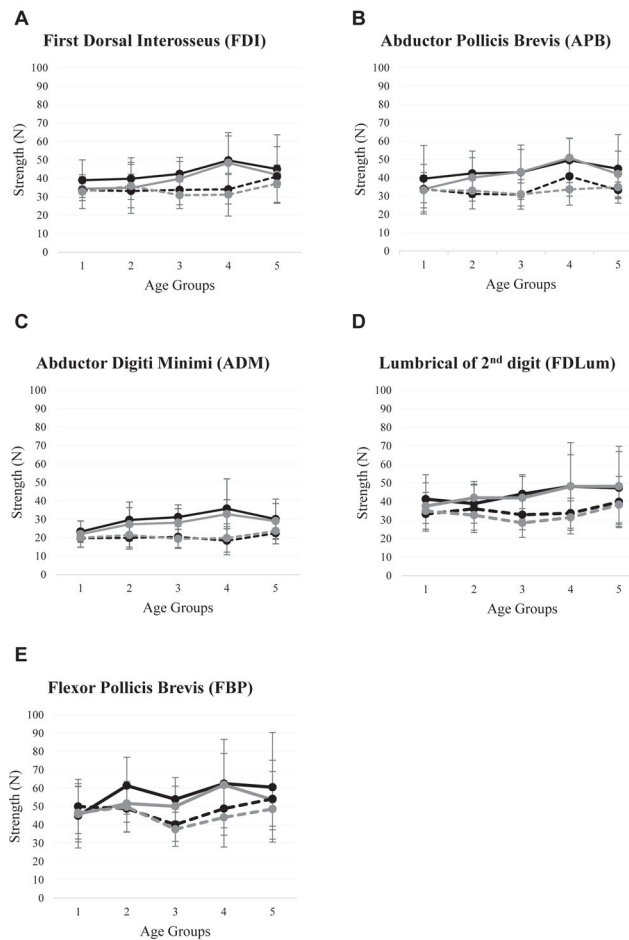 A
First Dorsal Interosseus (FDI)
100
90
80
70
60
50
40
30
20
10
0
Strength (N)
1 2 3 4 5
Age Groups
B
Abductor Pollicis Brevis (APB)
100
90
80
70
60
50
40
30
20
10
0
Strength (N)
1 2 3 4 5
Age Groups
C
Abductor Digiti Minimi (ADM)
100
90
80
70
60
50
40
30
20
10
0
Strength (N)
1 2 3 4 5
Age Groups
D
Lumbrical of 2nd digit (FDLum)
100
90
80
70
60
50
40
30
20
10
0
Strength (N)
1 2 3 4 5
Age Groups
E
Flexor Pollicis Brevis (FBP)
100
90
80
70
60
50
40
30
20
10
0
Strength (N)
1 2 3 4 5
Age Groups